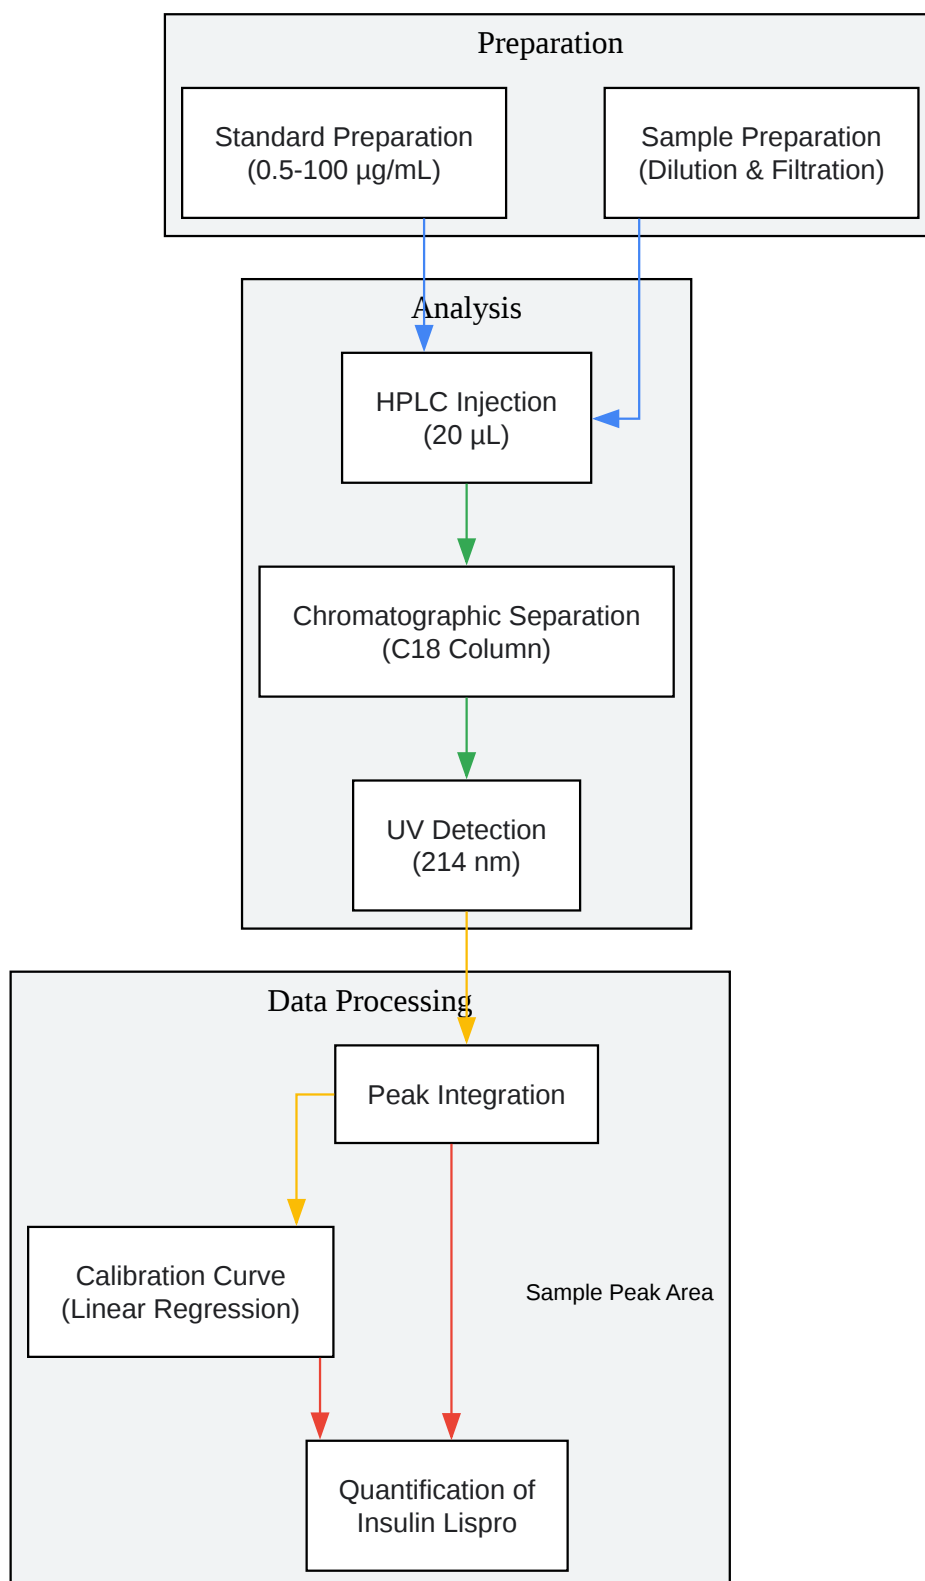 Preparation
Standard Preparation
(0.5-100 µg/mL)
Sample Preparation
(Dilution & Filtration)
Analysis
HPLC Injection
(20 µL)
Chromatographic Separation
(C18 Column)
UV Detection
(214 nm)
Data Processing
Peak Integration
Calibration Curve
(Linear Regression)
Sample Peak Area
Quantification of
Insulin Lispro